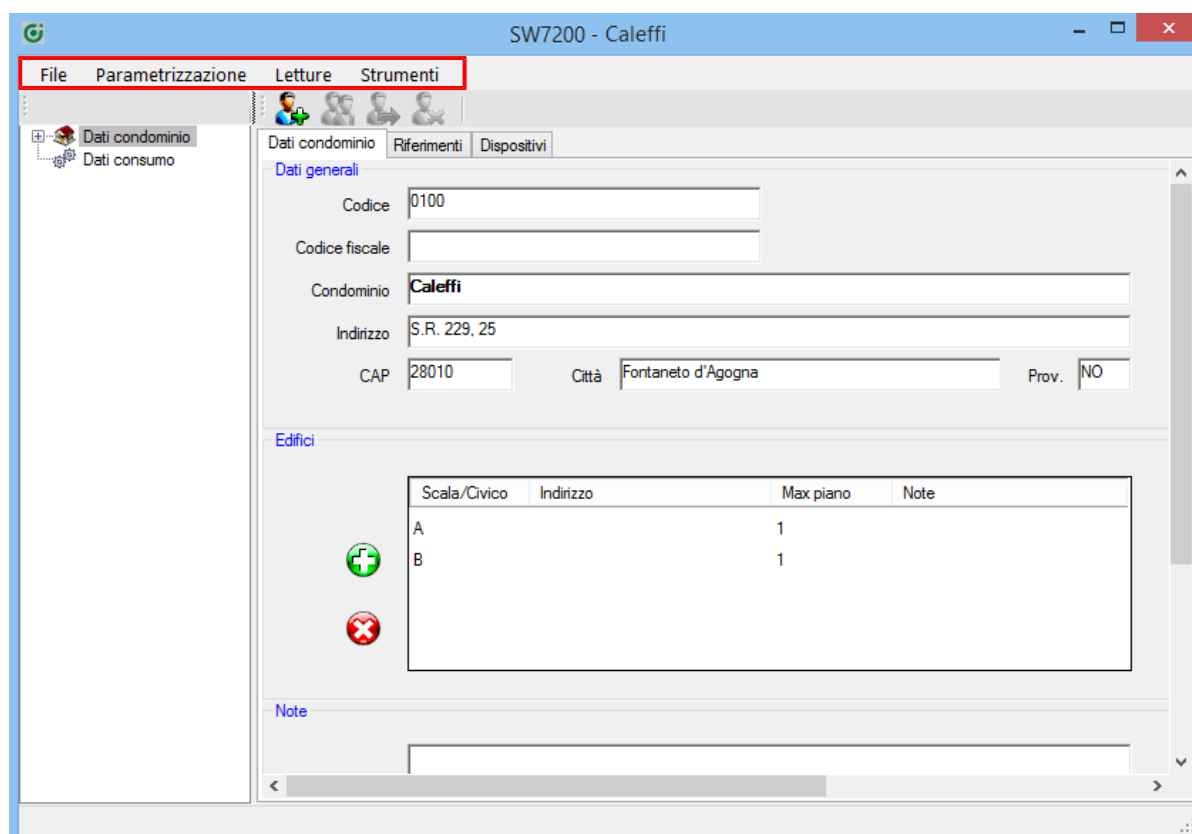 SW7200 - Caleffi
File Parametrizzazione Letture Strumenti
Dati condominio
Dati consumo
Dati condominio Riferimenti Dispositivi
Dati generali
Codice 0100
Codice fiscale
Condominio Caleffi
Indirizzo S.R. 229, 25
CAP 28010 Città Fontaneto d'Agogna Prov. NO
Edifici
Scala/Civico Indirizzo Max piano Note
A 1
B 1
Note